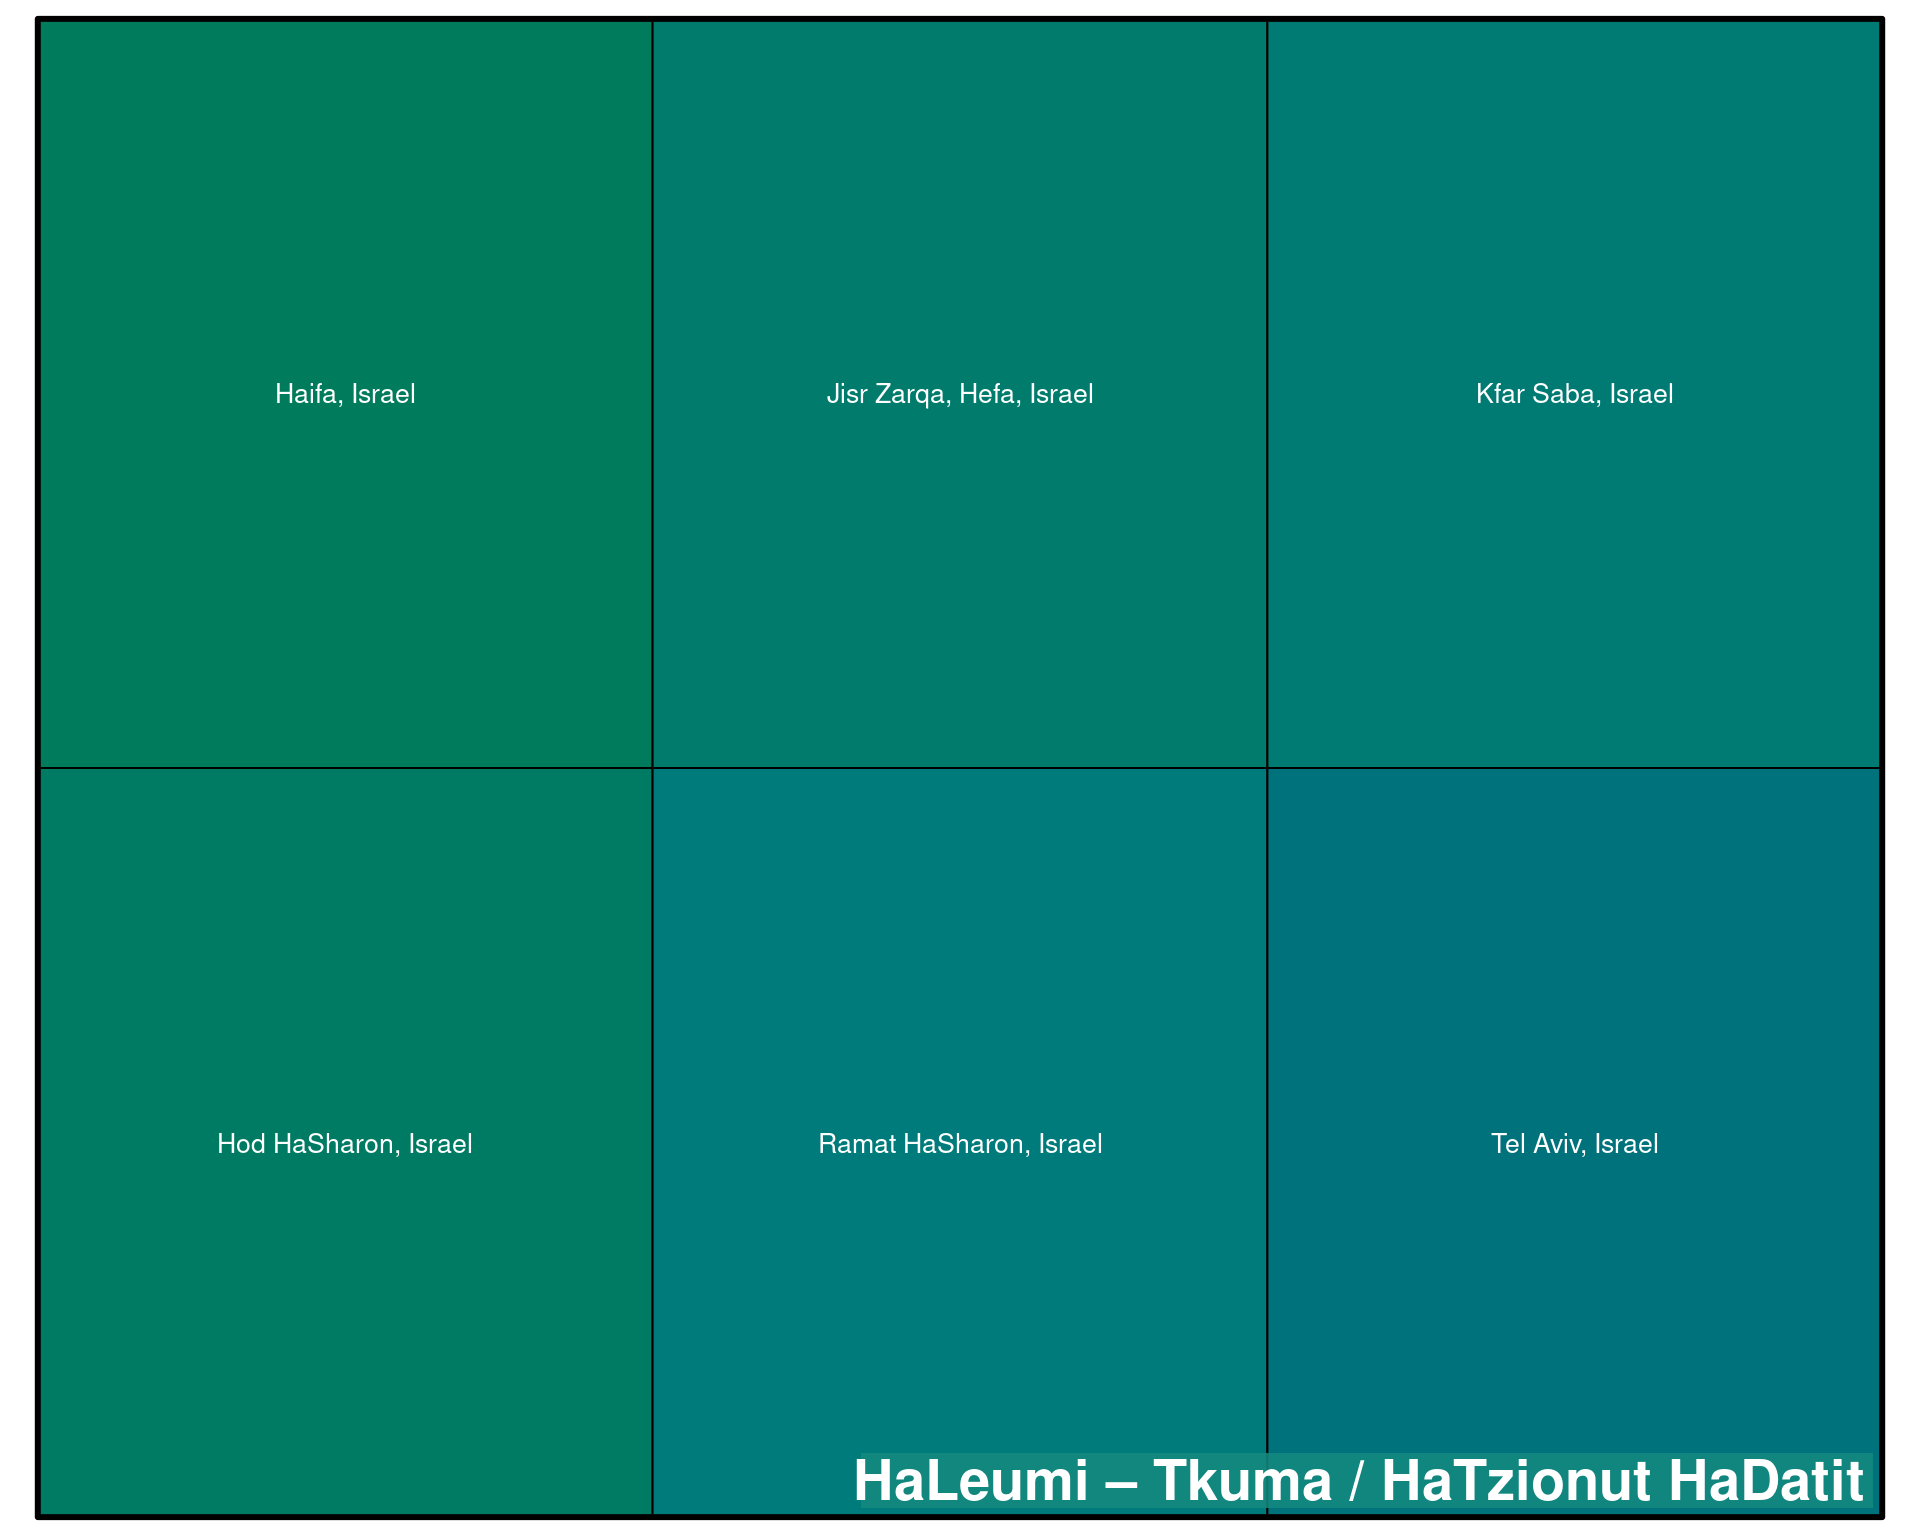 Haifa, Israel
Jisr Zarqa, Hefa, Israel
Kfar Saba, Israel
Hod HaSharon, Israel
Ramat HaSharon, Israel
Tel Aviv, Israel
HaLeumi – Tkuma / HaTzionut HaDatit